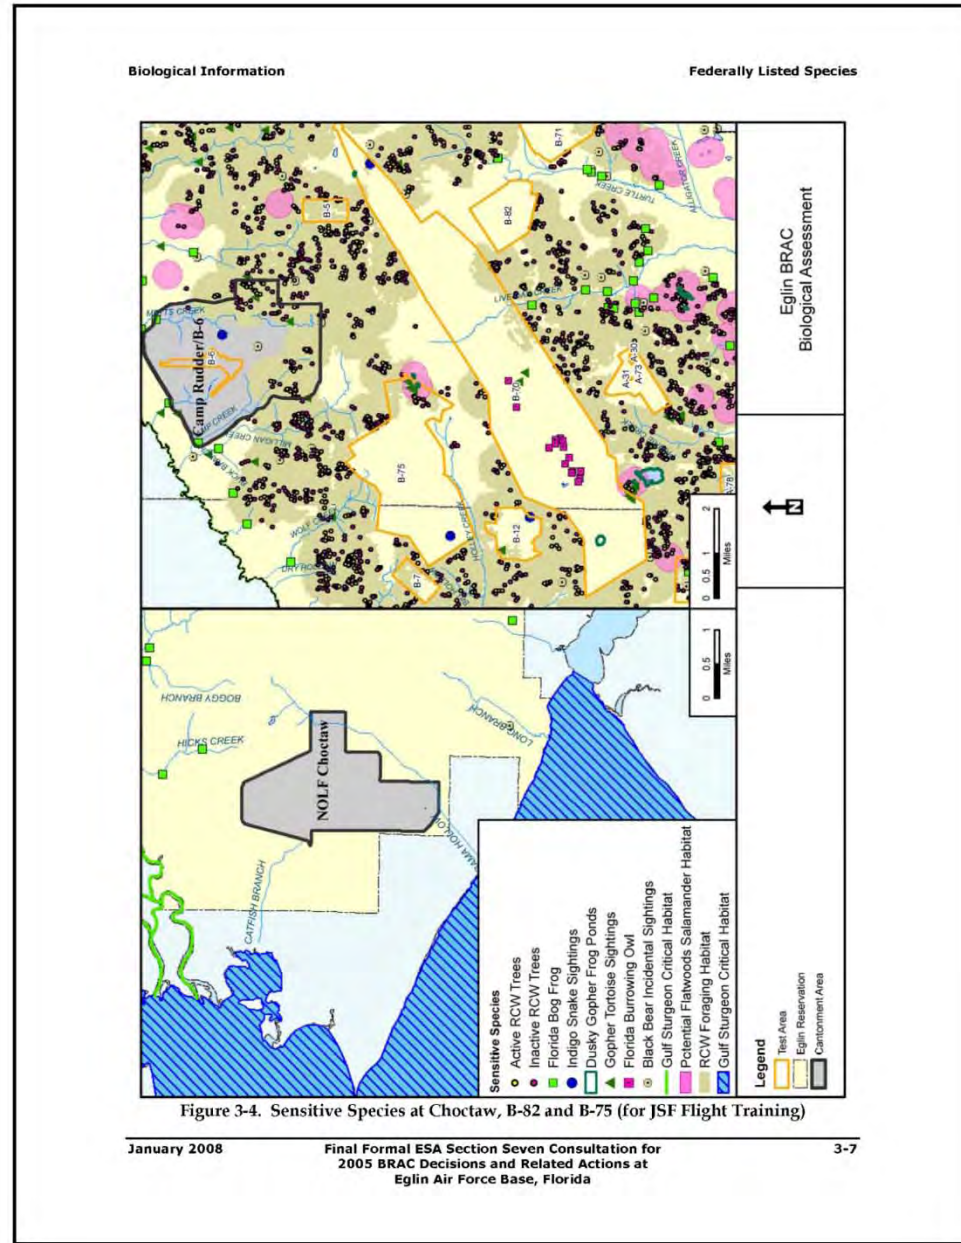 Biological Information
Federally Listed Species
B-71
TURTLE CREEK
ALLIGATOR CREEK
B-5
B-82
Camp Rudder/B-6
B-6
METTS CREEK
MILLIGAN CREEK
B-70
A-31
A-30
A-73
B-75
WOLF CREEK
B-12
B-7
A-78
0 0.5 1 2
Miles
N
Eglin BRAC
Biological Assessment
BOGGY BRANCH
HICKS CREEK
NOLF Choctaw
LONG BRANCH
CATFISH BRANCH
0 0.5 1
Miles
Sensitive Species
Active RCW Trees
Inactive RCW Trees
Florida Bog Frog
Indigo Snake Sightings
Dusky Gopher Frog Ponds
Gopher Tortoise Sightings
Florida Burrowing Owl
Black Bear Incidental Sightings
Gulf Sturgeon Critical Habitat
Potential Flatwoods Salamander Habitat
RCW Foraging Habitat
Gulf Sturgeon Critical Habitat
Legend
Test Area
Eglin Reservation
Cantonment Area
Figure 3-4. Sensitive Species at Choctaw, B-82 and B-75 (for JSF Flight Training)
January 2008
Final Formal ESA Section Seven Consultation for
2005 BRAC Decisions and Related Actions at
Eglin Air Force Base, Florida
3-7